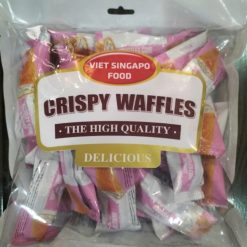 VIET SINGAPO
FOOD
CRISPY WAFFLES
· THE HIGH QUALITY ·
DELICIOUS